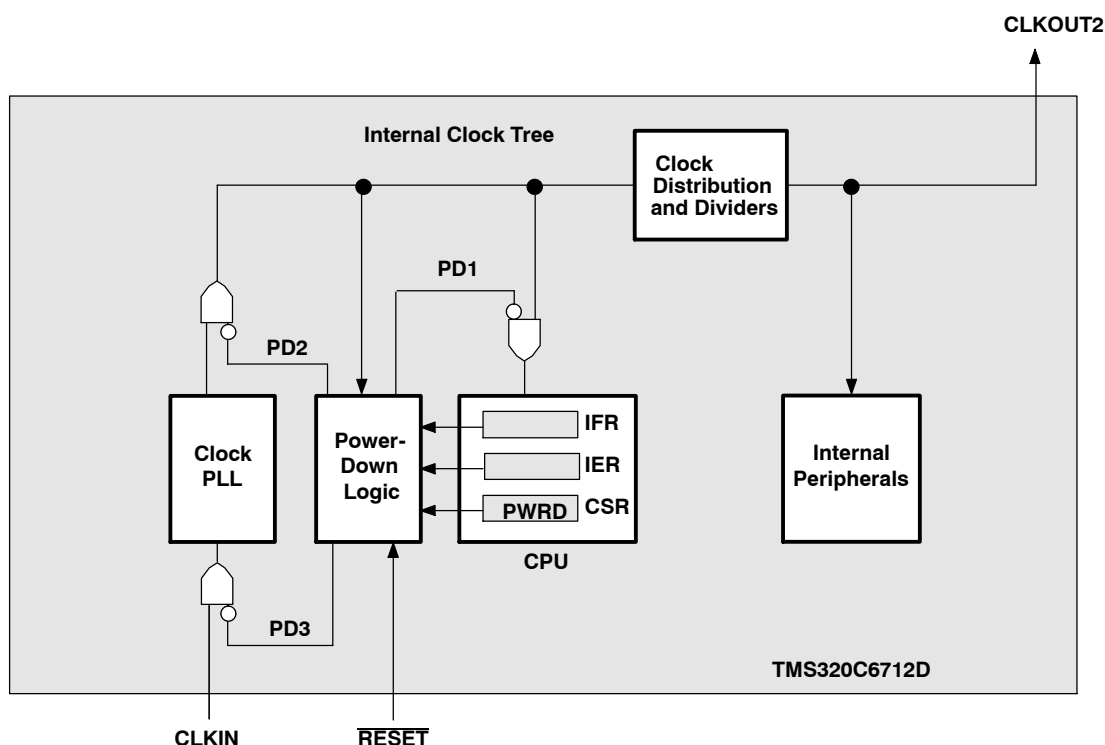 CLKOUT2
Internal Clock Tree
Clock
Distribution
and Dividers
PD1
PD2
Clock
PLL
Power-
Down
Logic
IFR
IER
PWRD
CSR
CPU
Internal
Peripherals
PD3
TMS320C6712D
CLKIN
RESET